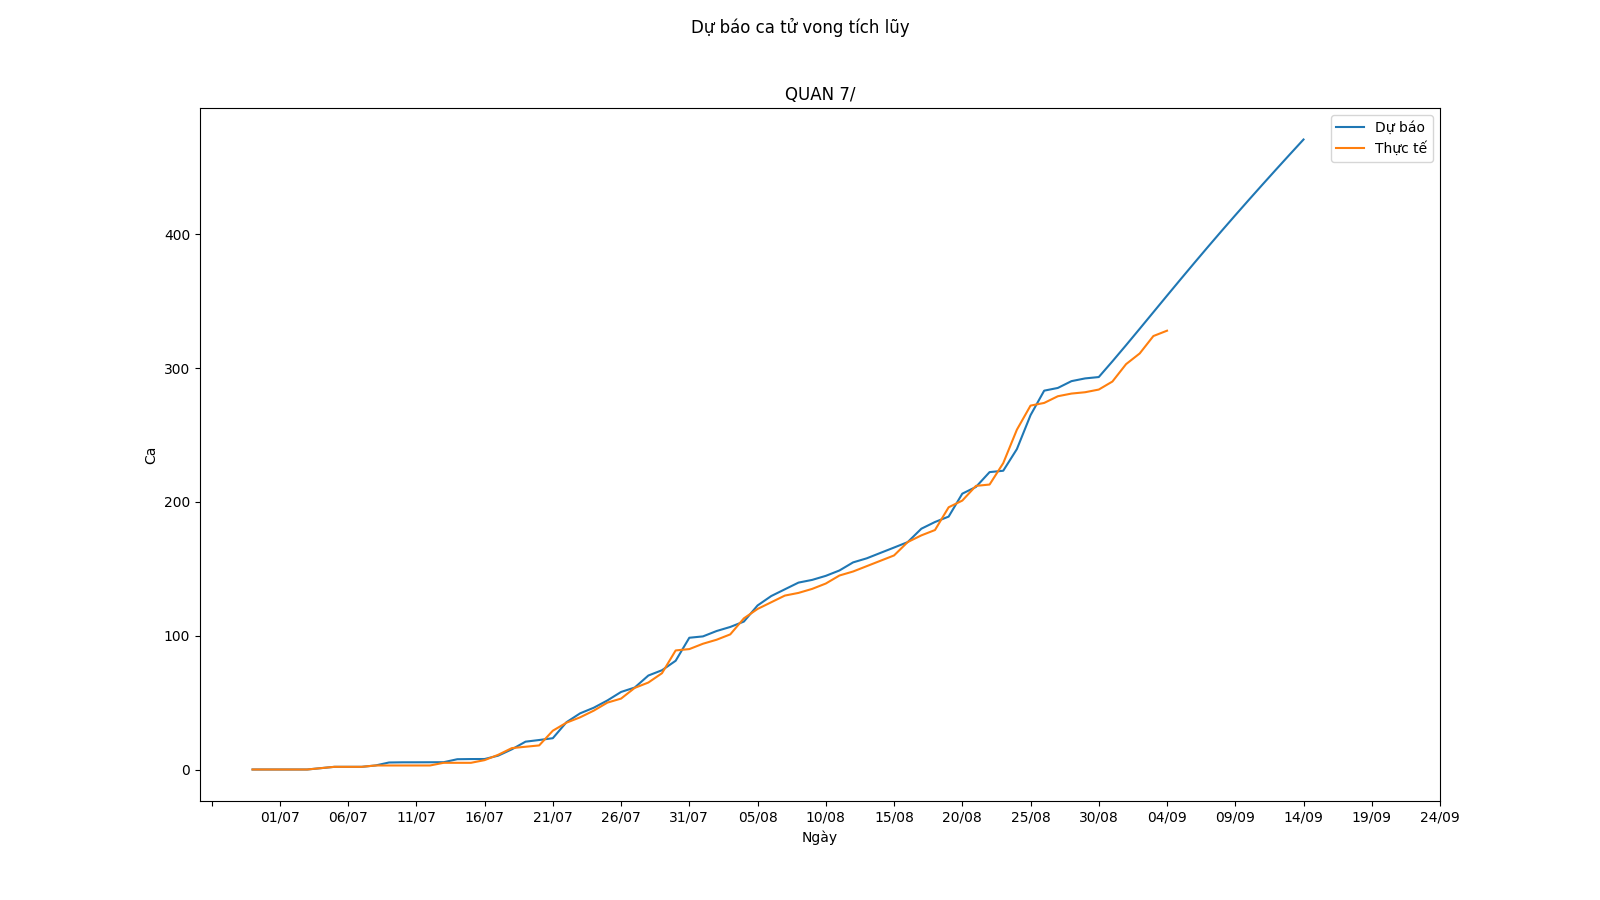 Dự báo ca tử vong tích lũy
QUAN 7/
Dự báo
Thực tế
400
300
200
100
0
Ca
01/07 06/07 11/07 16/07 21/07 26/07 31/07 05/08 10/08 15/08 20/08 25/08 30/08 04/09 09/09 14/09 19/09 24/09
Ngày